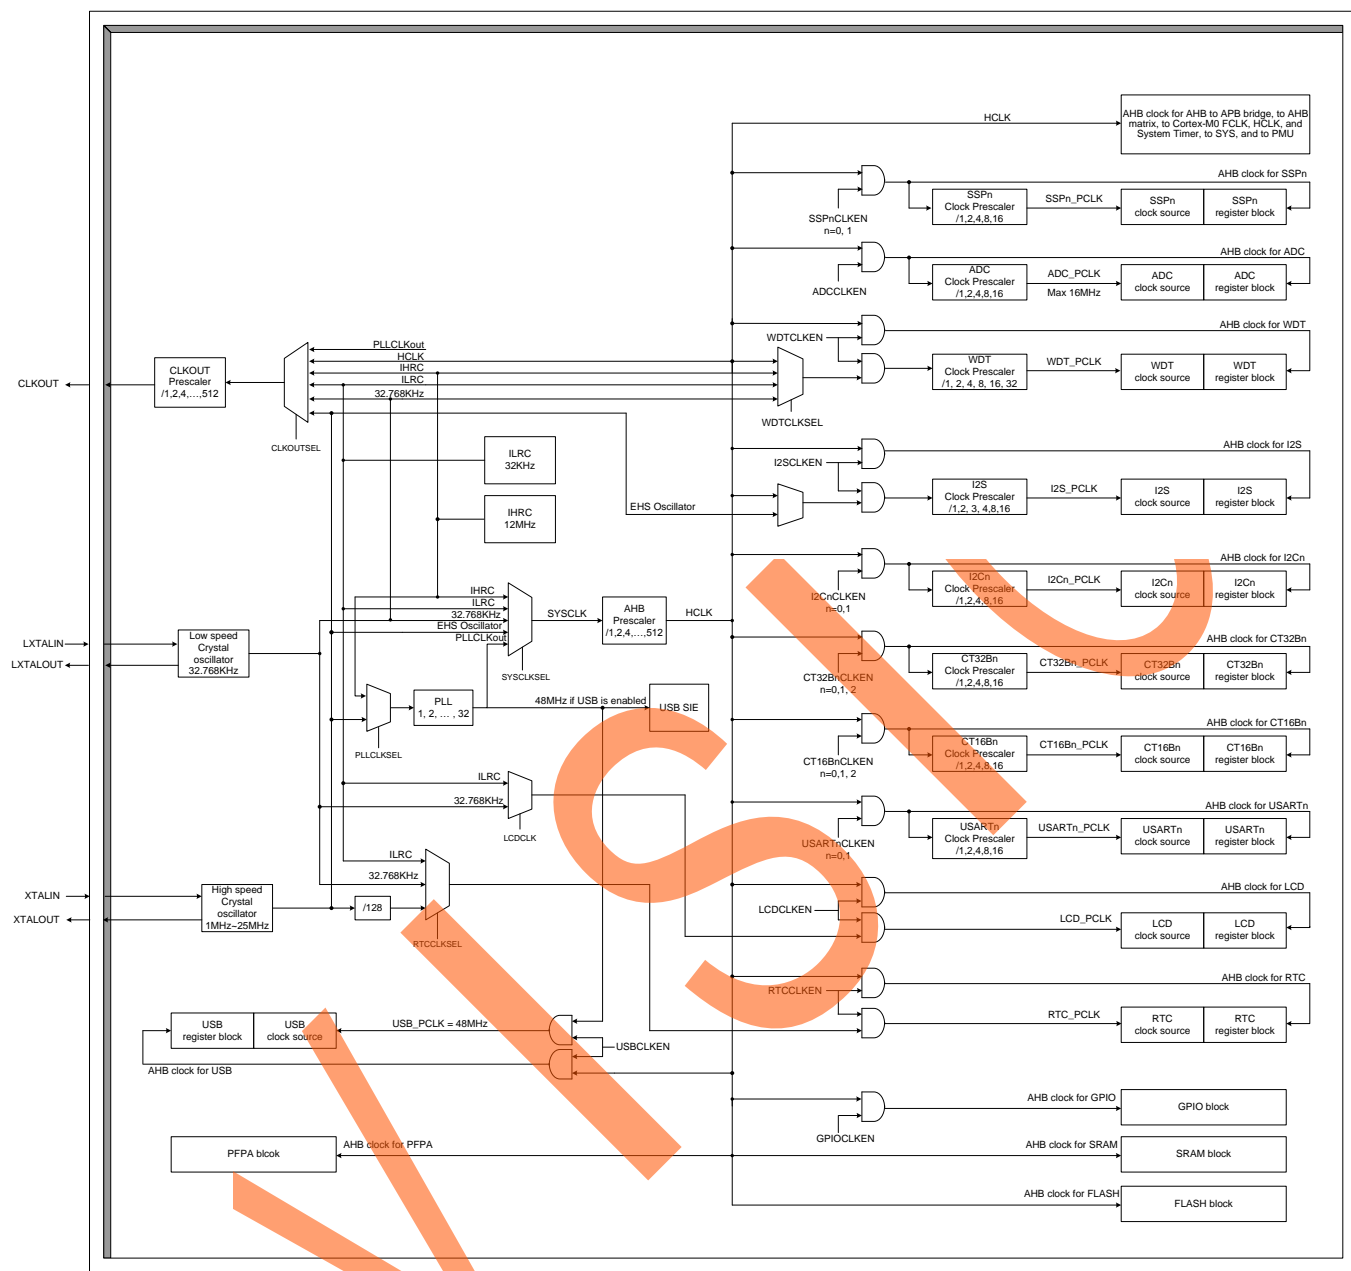 HCLK
AHB clock for AHB to APB bridge, to AHB
matrix, to Cortex-M0 FCLK, HCLK, and
System Timer, to SYS, and to PMU
AHB clock for SSPn
SSPnCLKEN
n=0, 1
SSPn
Clock Prescaler
/1,2,4,8,16
SSPn_PCLK
SSPn
clock source
SSPn
register block
AHB clock for ADC
ADCCLKEN
ADC
Clock Prescaler
/1,2,4,8,16
ADC_PCLK
Max 16MHz
ADC
clock source
ADC
register block
AHB clock for WDT
WDTCLKEN
WDT
Clock Prescaler
/1, 2, 4, 8, 16, 32
WDT_PCLK
WDT
clock source
WDT
register block
WDTCLKSEL
CLKOUT
CLKOUT
Prescaler
/1,2,4,…,512
PLLCLKout
HCLK
IHRC
ILRC
32.768KHz
CLKOUTSEL
ILRC
32KHz
IHRC
12MHz
EHS Oscillator
AHB clock for I2S
I2SCLKEN
I2S
Clock Prescaler
/1,2, 3, 4,8,16
I2S_PCLK
I2S
clock source
I2S
register block
AHB clock for I2Cn
I2CnCLKEN
n=0,1
I2Cn
Clock Prescaler
/1,2,4,8,16
I2Cn_PCLK
I2Cn
clock source
I2Cn
register block
IHRC
ILRC
32.768KHz
EHS Oscillator
PLLCLKout
SYSCLKSEL
SYSCLK
AHB
Prescaler
/1,2,4,…,512
HCLK
LXTALIN
LXTALOUT
Low speed
Crystal
oscillator
32.768KHz
AHB clock for CT32Bn
CT32BnCLKEN
n=0,1, 2
CT32Bn
Clock Prescaler
/1,2,4,8,16
CT32Bn_PCLK
CT32Bn
clock source
CT32Bn
register block
PLLCLKSEL
PLL
1, 2, … , 32
48MHz if USB is enabled
USB SIE
AHB clock for CT16Bn
CT16BnCLKEN
n=0,1, 2
CT16Bn
Clock Prescaler
/1,2,4,8,16
CT16Bn_PCLK
CT16Bn
clock source
CT16Bn
register block
ILRC
32.768KHz
LCDCLK
AHB clock for USARTn
USARTnCLKEN
n=0,1
USARTn
Clock Prescaler
/1,2,4,8,16
USARTn_PCLK
USARTn
clock source
USARTn
register block
ILRC
32.768KHz
/128
RTCCLKSEL
XTALIN
XTALOUT
High speed
Crystal
oscillator
1MHz~25MHz
AHB clock for LCD
LCDCLKEN
LCD_PCLK
LCD
clock source
LCD
register block
AHB clock for RTC
RTCCLKEN
RTC_PCLK
RTC
clock source
RTC
register block
USB
register block
USB
clock source
USB_PCLK = 48MHz
USBCLKEN
AHB clock for USB
AHB clock for GPIO
GPIOCLKEN
GPIO block
PFPA blcok
AHB clock for PFPA
AHB clock for SRAM
SRAM block
AHB clock for FLASH
FLASH block